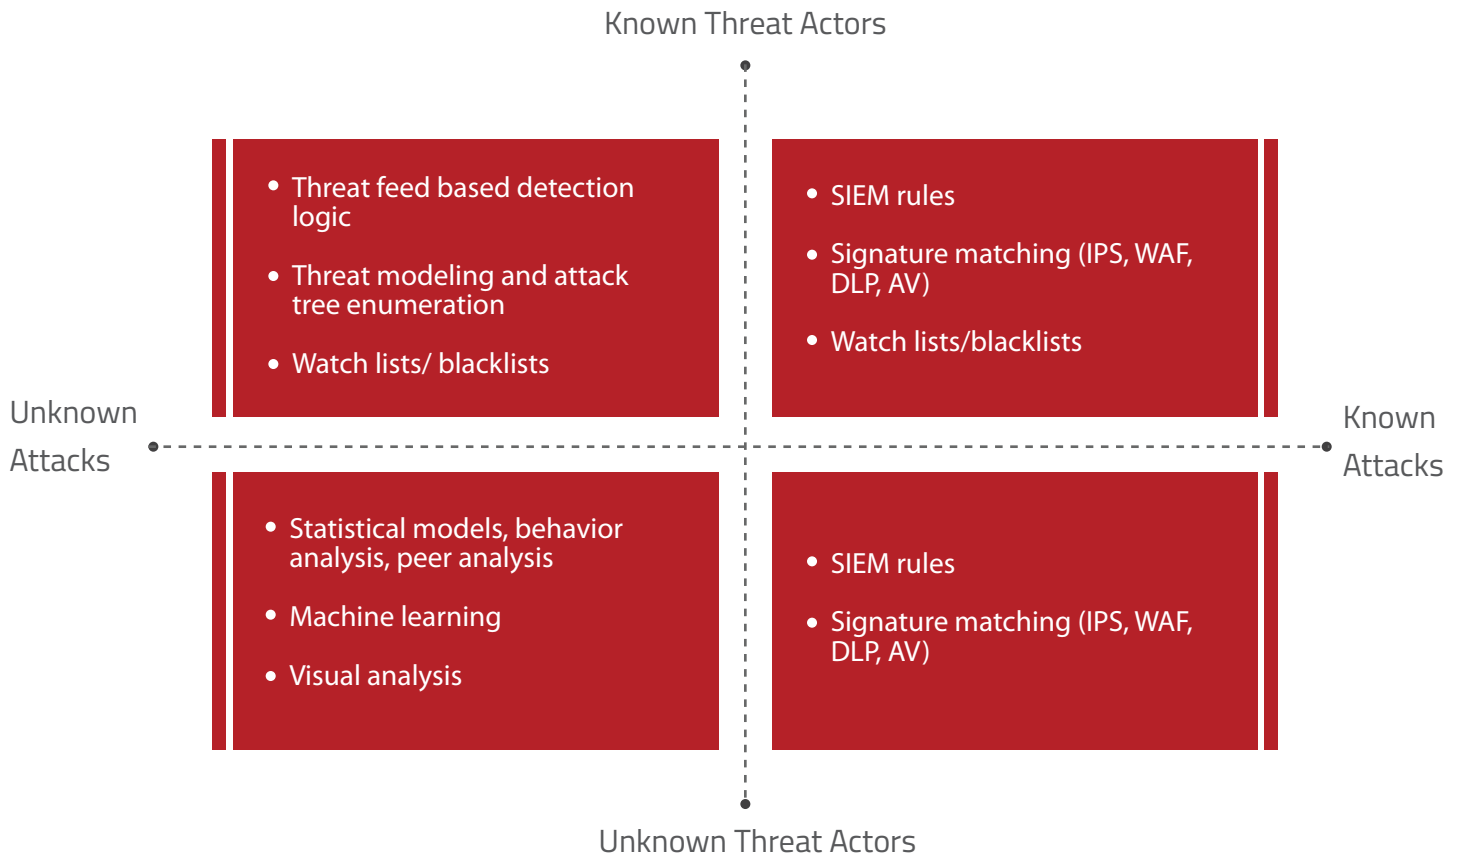 Known Threat Actors
• Threat feed based detection
logic
• Threat modeling and attack
tree enumeration
• Watch lists/ blacklists
• SIEM rules
• Signature matching (IPS, WAF,
DLP, AV)
• Watch lists/blacklists
Unknown
Attacks
Known
Attacks
• Statistical models, behavior
analysis, peer analysis
• Machine learning
• Visual analysis
• SIEM rules
• Signature matching (IPS, WAF,
DLP, AV)
Unknown Threat Actors